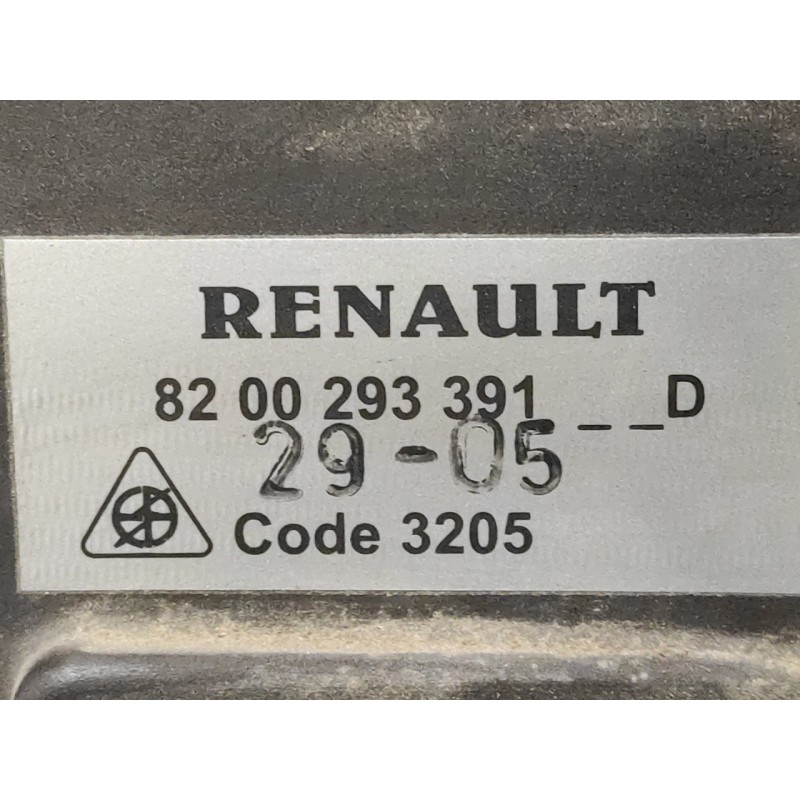 RENAULT
82 00 293 391 _ _ _D
29-05
Code 3205